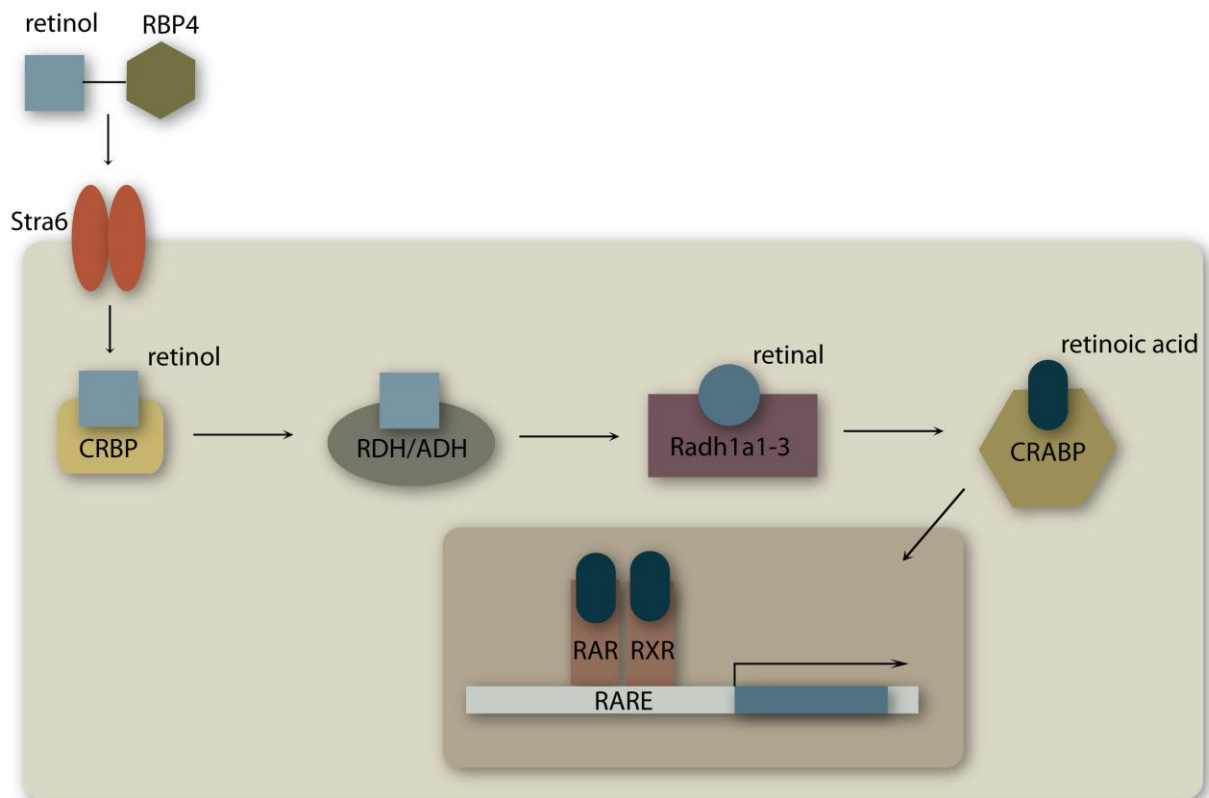 retinol
RBP4
Stra6
retinol
retinal
retinoic acid
CRBP
RDH/ADH
Radh1a1-3
CRABP
RAR
RXR
RARE